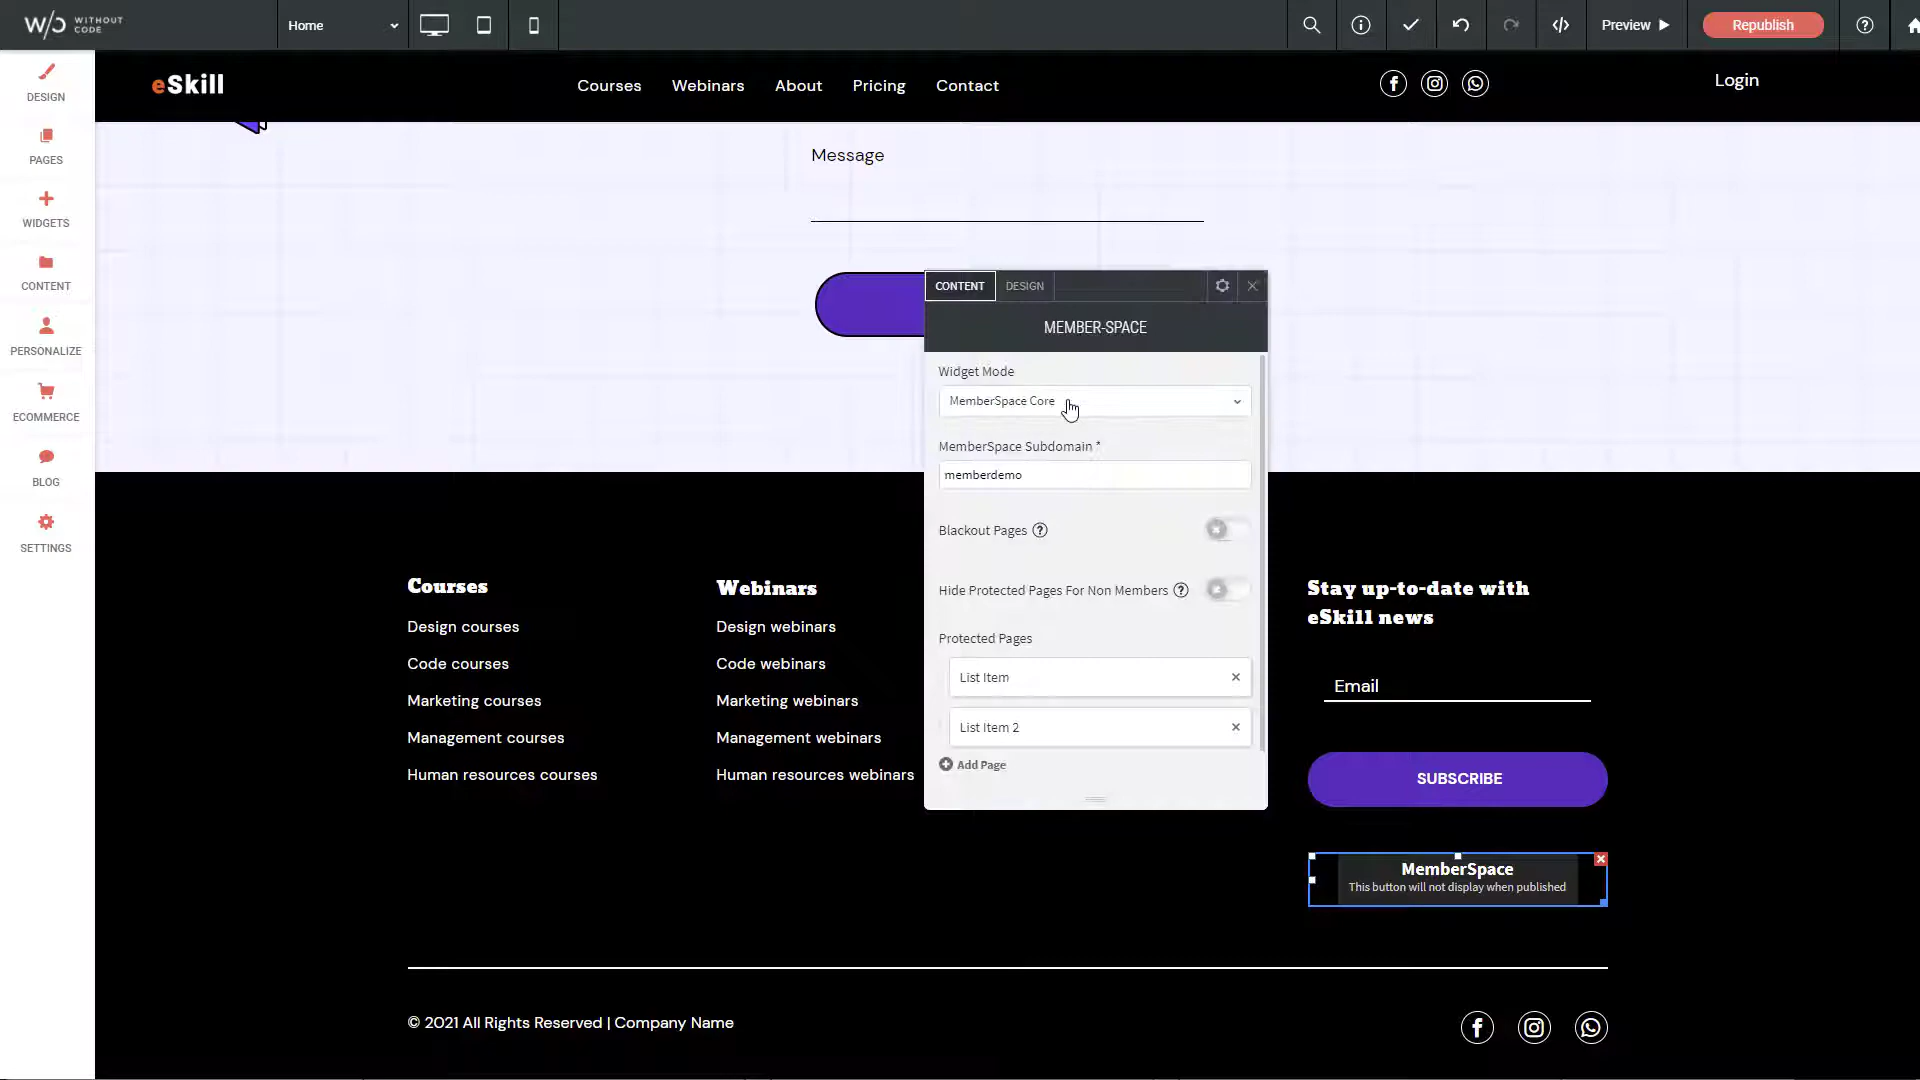 W/O WITHOUT CODE
Home
Preview
Republish
DESIGN
PAGES
WIDGETS
CONTENT
PERSONALIZE
ECOMMERCE
BLOG
SETTINGS
eSkill
Courses
Webinars
About
Pricing
Contact
Login
Message
CONTENT
DESIGN
MEMBER-SPACE
Widget Mode
MemberSpace Core
MemberSpace Subdomain *
memberdemo
Blackout Pages
Hide Protected Pages For Non Members
Protected Pages
List Item
List Item 2
Add Page
Courses
Design courses
Code courses
Marketing courses
Management courses
Human resources courses
Webinars
Design webinars
Code webinars
Marketing webinars
Management webinars
Human resources webinars
Stay up-to-date with
eSkill news
Email
SUBSCRIBE
MemberSpace
This button will not display when published
© 2021 All Rights Reserved | Company Name